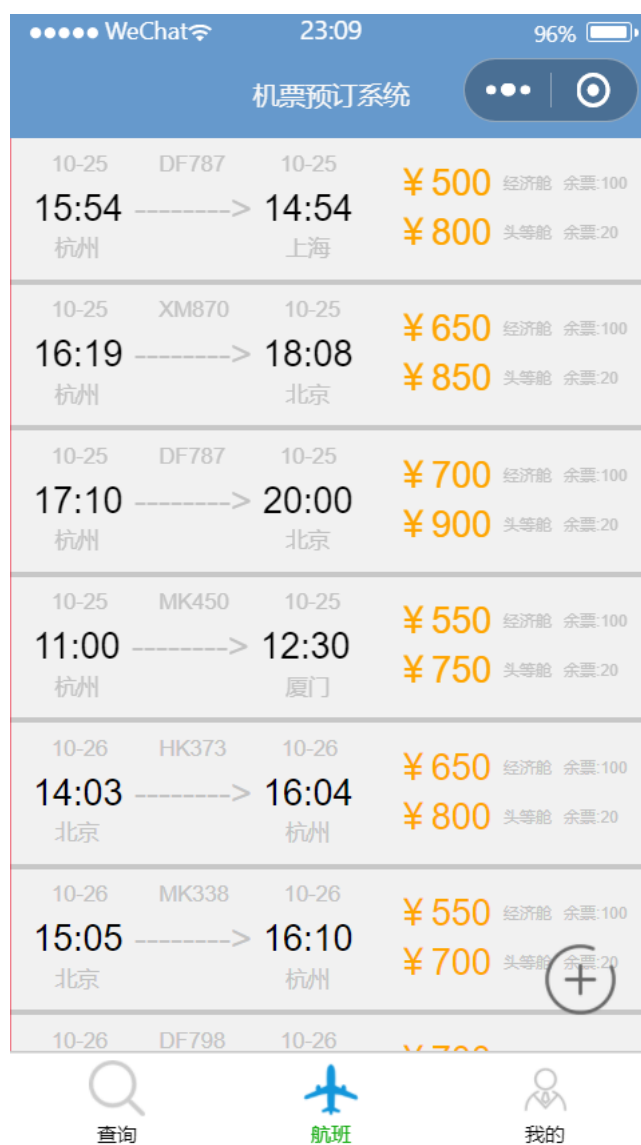 WeChat 23:09 96%
机票预订系统
10-25 DF787 10-25
15:54 --------> 14:54
杭州 上海
¥500 经济舱 余票:100
¥800 头等舱 余票:20
10-25 XM870 10-25
16:19 --------> 18:08
杭州 北京
¥650 经济舱 余票:100
¥850 头等舱 余票:20
10-25 DF787 10-25
17:10 --------> 20:00
杭州 北京
¥700 经济舱 余票:100
¥900 头等舱 余票:20
10-25 MK450 10-25
11:00 --------> 12:30
杭州 厦门
¥550 经济舱 余票:100
¥750 头等舱 余票:20
10-26 HK373 10-26
14:03 --------> 16:04
北京 杭州
¥650 经济舱 余票:100
¥800 头等舱 余票:20
10-26 MK338 10-26
15:05 --------> 16:10
北京 杭州
¥550 经济舱 余票:100
¥700 头等舱 余票:20
10-26 DF798 10-26
查询 航班 我的